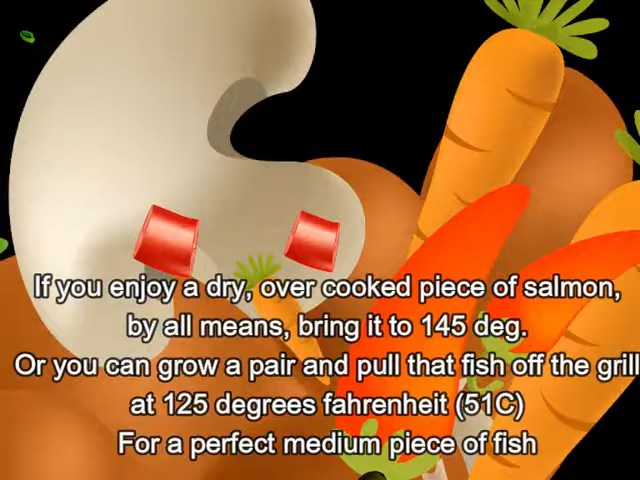 If you enjoy a dry, over cooked piece of salmon,
by all means, bring it to 145 deg.
Or you can grow a pair and pull that fish off the grill
at 125 degrees fahrenheit (51C)
For a perfect medium piece of fish